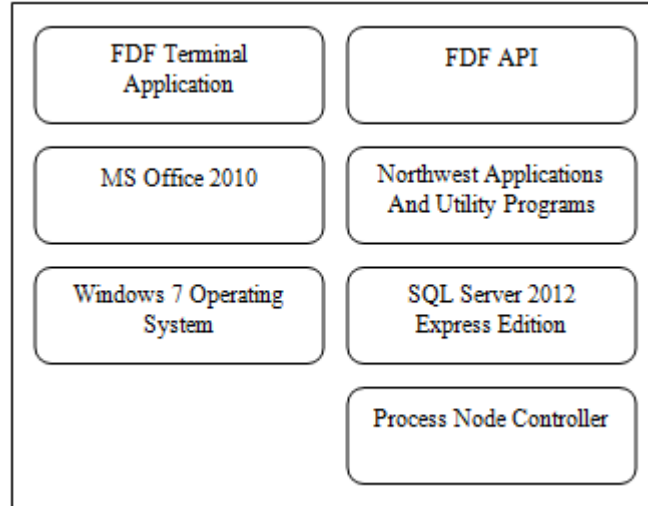 FDF Terminal
Application
FDF API
MS Office 2010
Northwest Applications
And Utility Programs
Windows 7 Operating
System
SQL Server 2012
Express Edition
Process Node Controller